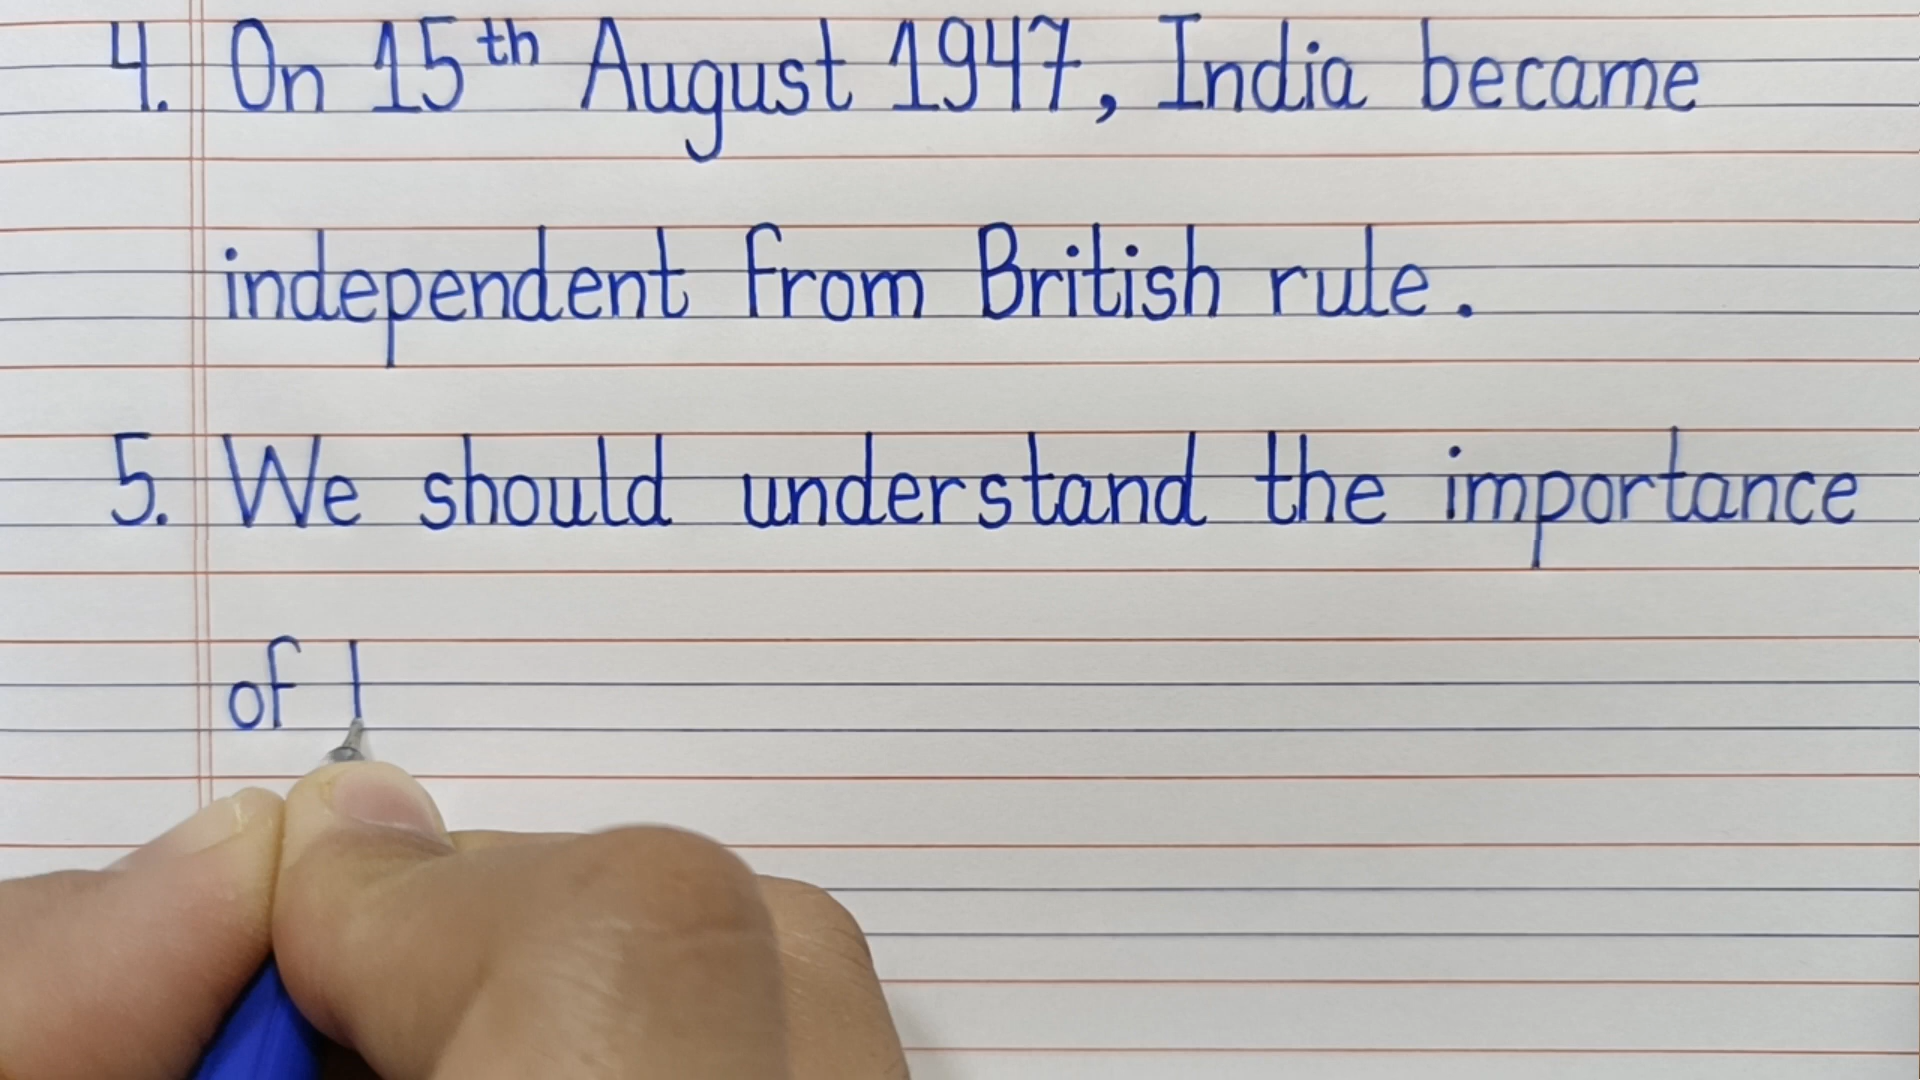 4. On 15th August 1947, India became
independent from British rule.
5. We should understand the importance
of